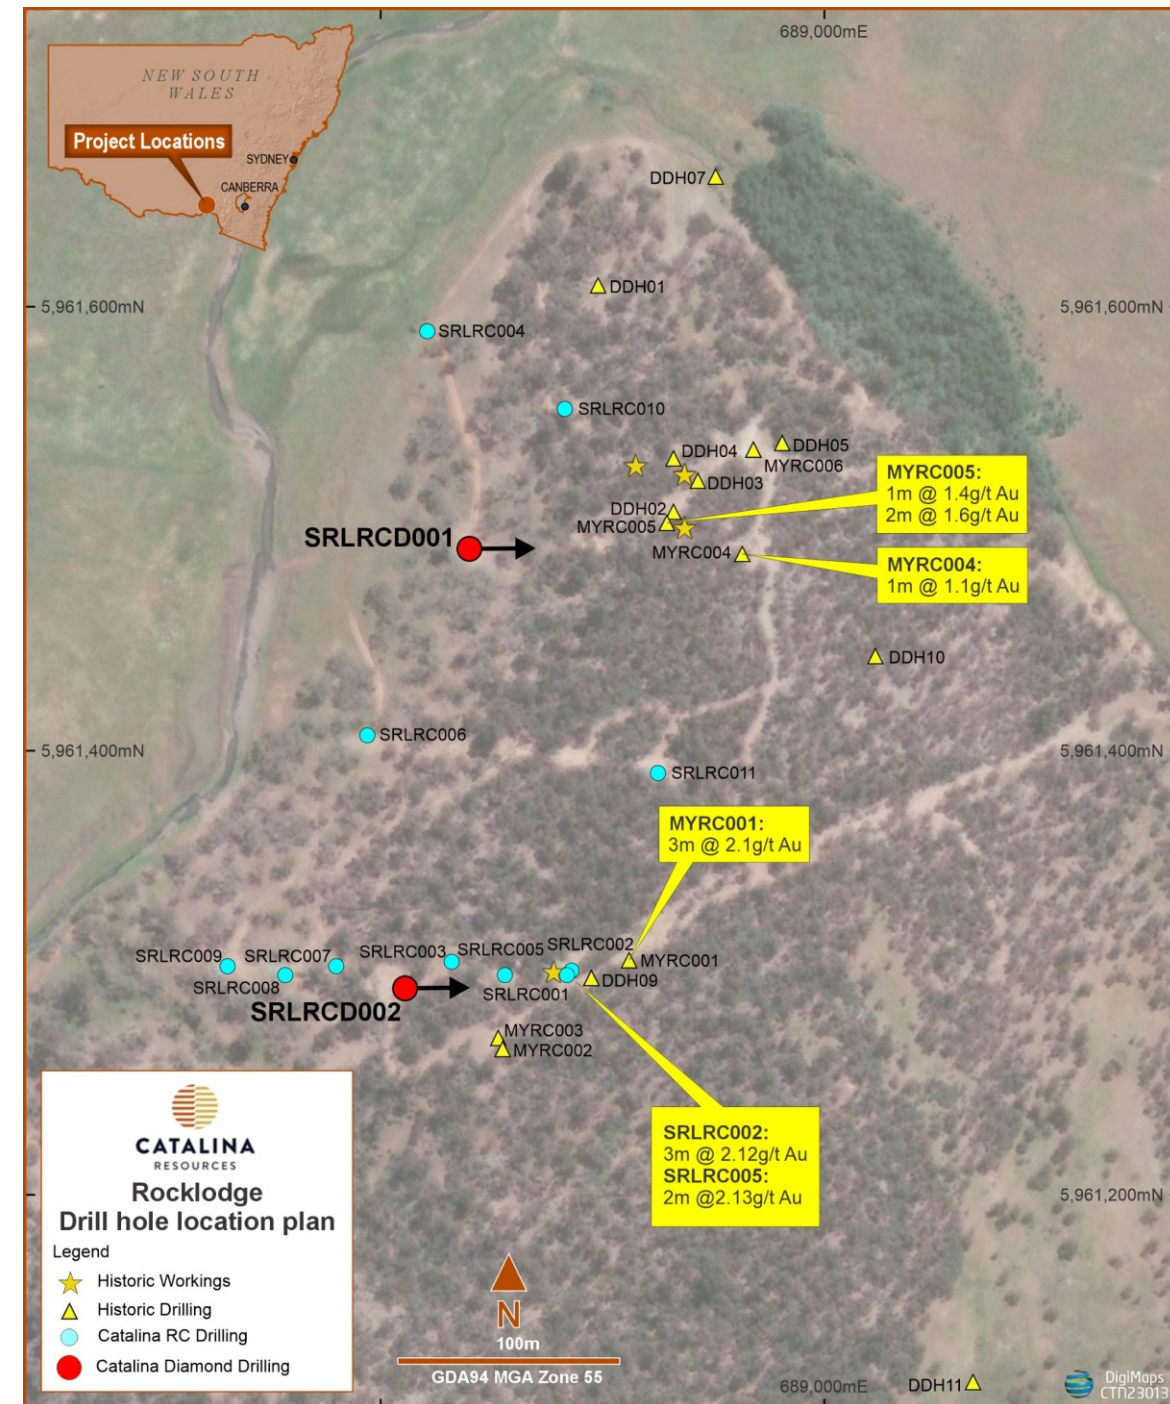 689,000mE
NEW SOUTH
WALES
Project Locations
SYDNEY
CANBERRA
DDH07
DDH01
5,961,600mN
5,961,600mN
SRLRC004
SRLRC010
DDH05
DDH04
MYRC006
DDH03
MYRC005:
1m @ 1.4g/t Au
2m @ 1.6g/t Au
DDH02
MYRC005
SRLRCD001
MYRC004
MYRC004:
1m @ 1.1g/t Au
DDH10
SRLRC006
5,961,400mN
5,961,400mN
SRLRC011
MYRC001:
3m @ 2.1g/t Au
SRLRC009
SRLRC007
SRLRC003
SRLRC005
SRLRC002
MYRC001
SRLRC008
SRLRC001
DDH09
SRLRCD002
MYRC003
MYRC002
SRLRC002:
3m @ 2.12g/t Au
SRLRC005:
2m @2.13g/t Au
5,961,200mN
CATALINA
RESOURCES
Rocklodge
Drill hole location plan
Legend
Historic Workings
Historic Drilling
Catalina RC Drilling
Catalina Diamond Drilling
N
100m
GDA94 MGA Zone 55
689,000mE
DDH11
DigiMaps
CTN23013